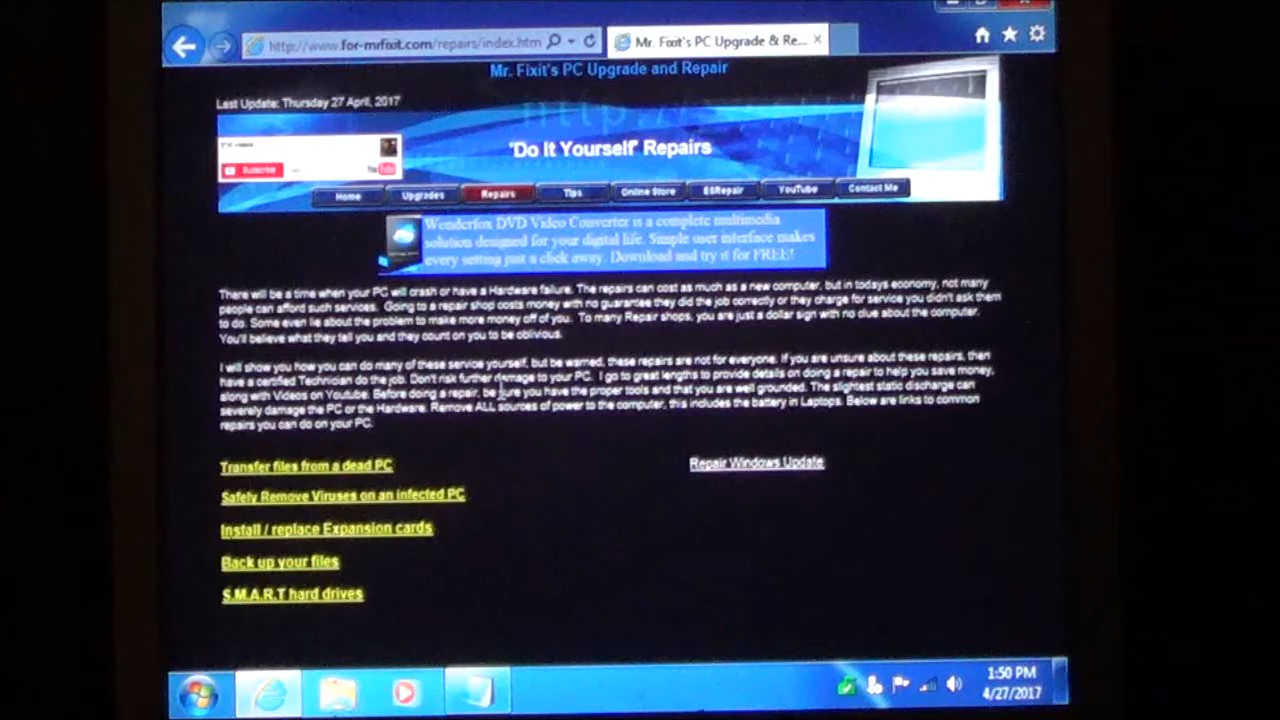 http://www.for-mrfixit.com/repairs/index.htm
Mr. Fixit's PC Upgrade & Re...
Mr. Fixit's PC Upgrade and Repair
Last Update: Thursday 27 April, 2017
http://
'Do It Yourself' Repairs
Subscribe
YouTube
Home Upgrades Repairs Tips Online Store ESRepair YouTube Contact Me
Wonderfox DVD Video Converter is a complete multimedia
solution designed for your digital life. Simple user interface makes
every setting just a click away. Download and try it for FREE!
There will be a time when your PC will crash or have a Hardware failure. The repairs can cost as much as a new computer, but in todays economy, not many
people can afford such services. Going to a repair shop costs money with no guarantee they did the job correctly or they charge for service you didn't ask them
to do. Some even lie about the problem to make more money off of you. To many Repair shops, you are just a dollar sign with no clue about the computer.
You'll believe what they tell you and they count on you to be oblivious.
I will show you how you can do many of these service yourself, but be warned, these repairs are not for everyone. If you are unsure about these repairs, then
have a certified Technician do the job. Don't risk further damage to your PC. I go to great lengths to provide details on doing a repair to help you save money,
along with Videos on Youtube. Before doing a repair, be sure you have the proper tools and that you are well grounded. The slightest static discharge can
severely damage the PC or the Hardware. Remove ALL sources of power to the computer, this includes the battery in Laptops. Below are links to common
repairs you can do on your PC.
Transfer files from a dead PC
Repair Windows Update
Safely Remove Viruses on an infected PC
Install / replace Expansion cards
Back up your files
S.M.A.R.T hard drives
1:50 PM
4/27/2017